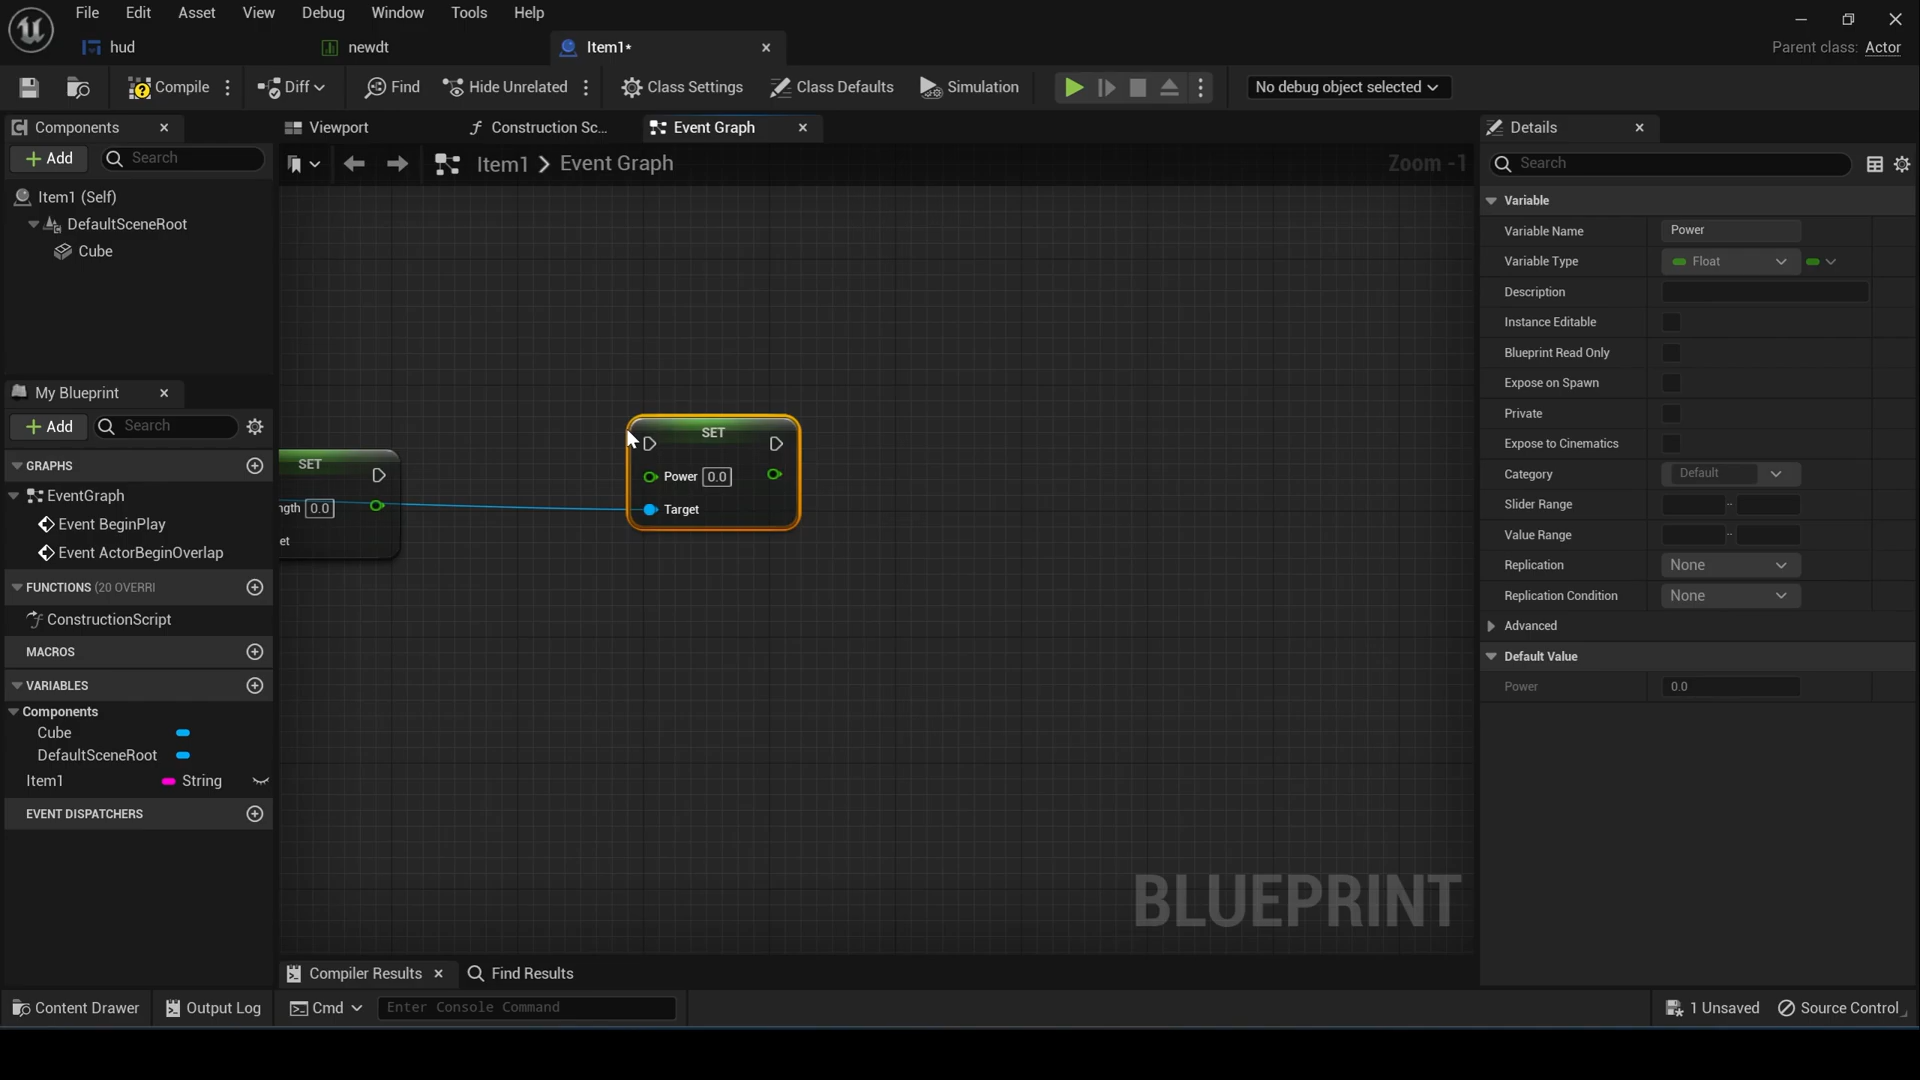 File Edit Asset View Debug Window Tools Help
hud newdt Item1* Parent class: Actor
Compile Diff Find Hide Unrelated Class Settings Class Defaults Simulation No debug object selected
Components Viewport Construction Sc... Event Graph Details
Add Search Item1 Event Graph Zoom -1 Search
Item1 (Self)
DefaultSceneRoot
Cube
My Blueprint
Add Search
GRAPHS
EventGraph
Event BeginPlay
Event ActorBeginOverlap
FUNCTIONS (20 OVERRI
ConstructionScript
MACROS
VARIABLES
Components
Cube
DefaultSceneRoot
Item1 String
EVENT DISPATCHERS
SET
ngth 0.0
et
SET
Power 0.0
Target
BLUEPRINT
Variable
Variable Name Power
Variable Type Float
Description
Instance Editable
Blueprint Read Only
Expose on Spawn
Private
Expose to Cinematics
Category Default
Slider Range
Value Range
Replication None
Replication Condition None
Advanced
Default Value
Power 0.0
Compiler Results Find Results
Content Drawer Output Log Cmd Enter Console Command 1 Unsaved Source Control